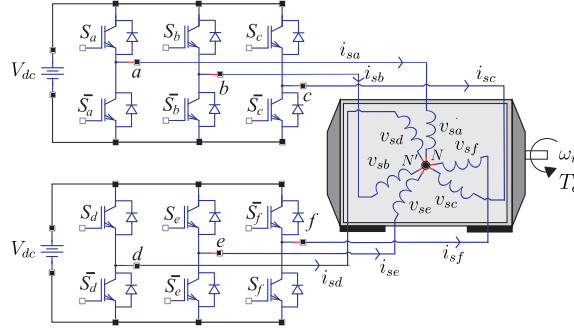 S_a S_b S_c
i_sa
V_dc
a
b
c
i_sb
i_sc
S̄_a S̄_b S̄_c
v_sd
v_sa
v_sf
v_sb
N' N
v_sc
v_se
ω_r
S_d S_e S̄_f
f
V_dc
d
e
S̄_d S̄_e S_f
i_sd
i_se
i_sf